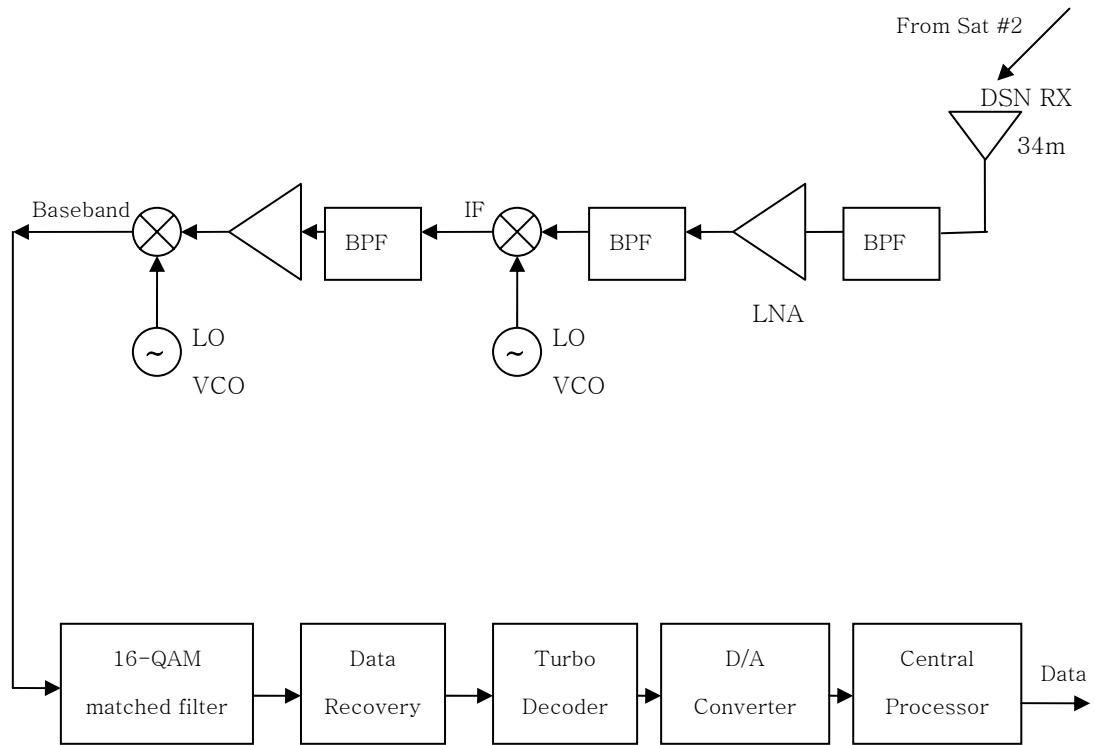 From Sat #2
DSN RX
34m
Baseband
IF
BPF
BPF
BPF
LNA
~
LO
VCO
~
LO
VCO
16-QAM
matched filter
Data
Recovery
Turbo
Decoder
D/A
Converter
Central
Processor
Data